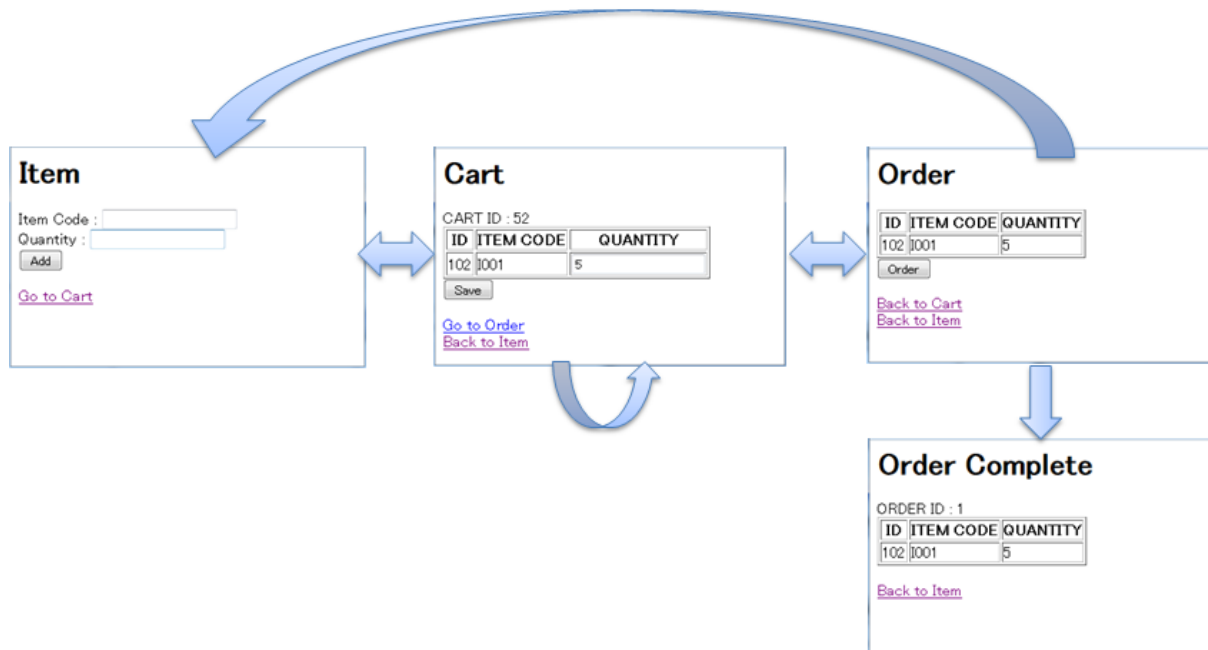 Item
Item Code :
Quantity :
Add
Go to Cart
Cart
CART ID : 52
ID ITEM CODE QUANTITY
102 I001 5
Save
Go to Order
Back to Item
Order
ID ITEM CODE QUANTITY
102 I001 5
Order
Back to Cart
Back to Item
Order Complete
ORDER ID : 1
ID ITEM CODE QUANTITY
102 I001 5
Back to Item